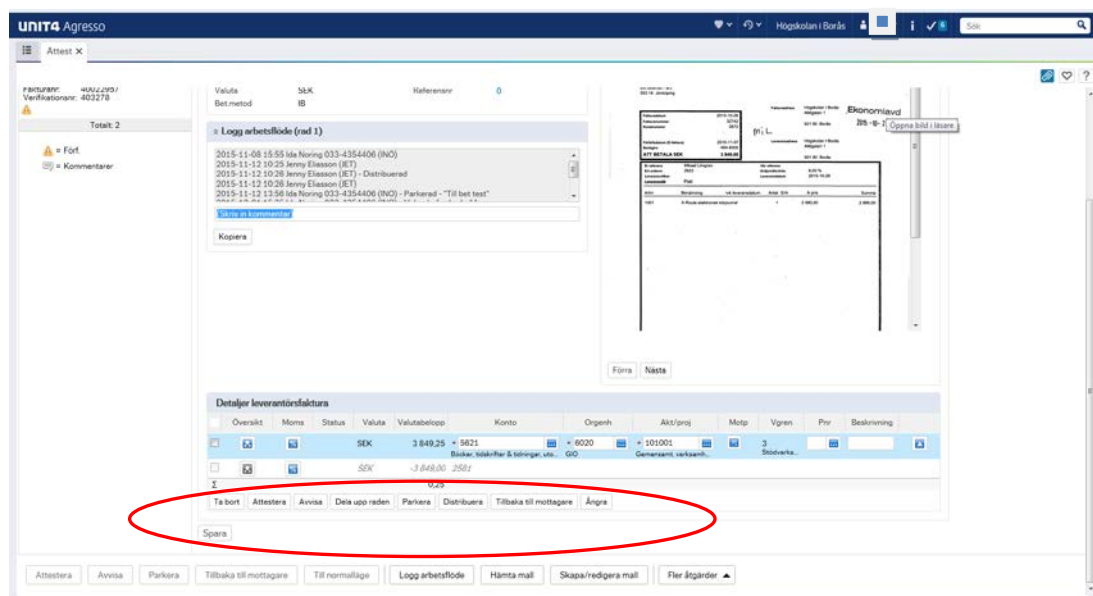 UNIT4 Agresso
Högskolan i Borås
i
6
Sök
Attest ×
?
Fakturanr: 40022957
Verifikationsnr: 403278
Totalt: 2
= Förf.
= Kommentarer
Valuta SEK Referensnr 0
Bet.metod IB
Logg arbetsflöde (rad 1)
2015-11-08 15:55 Ida Noring 033-4354406 (INO)
2015-11-12 10:25 Jenny Eliasson (JET)
2015-11-12 10:26 Jenny Eliasson (JET) - Distribuerad
2015-11-12 10:26 Jenny Eliasson (JET)
2015-11-12 13:56 Ida Noring 033-4354406 (INO) - Parkerad - "Till bet test"
'Skriv in kommentar'
Kopiera
Ekonomiavd
Öppna bild i läsare.
ATT BETALA SEK
Benämning
Summa
Förra Nästa
Detaljer leverantörsfaktura
Översikt Moms Status Valuta Valutabelopp Konto Orgenh Akt/proj Motp Vgren Pnr Beskrivning
SEK 3 849,25 * 5621 * 6020 * 101001 3
Böcker, tidskrifter & tidningar, uto... GIO Gemensamt, verksamh... Stödverks...
SEK -3 849,00 2581
Σ 0,25
Ta bort Attestera Avvisa Dela upp raden Parkera Distribuera Tillbaka till mottagare Ångra
Spara
Attestera Avvisa Parkera Tillbaka till mottagare Till normalläge Logg arbetsflöde Hämta mall Skapa/redigera mall Fler åtgärder